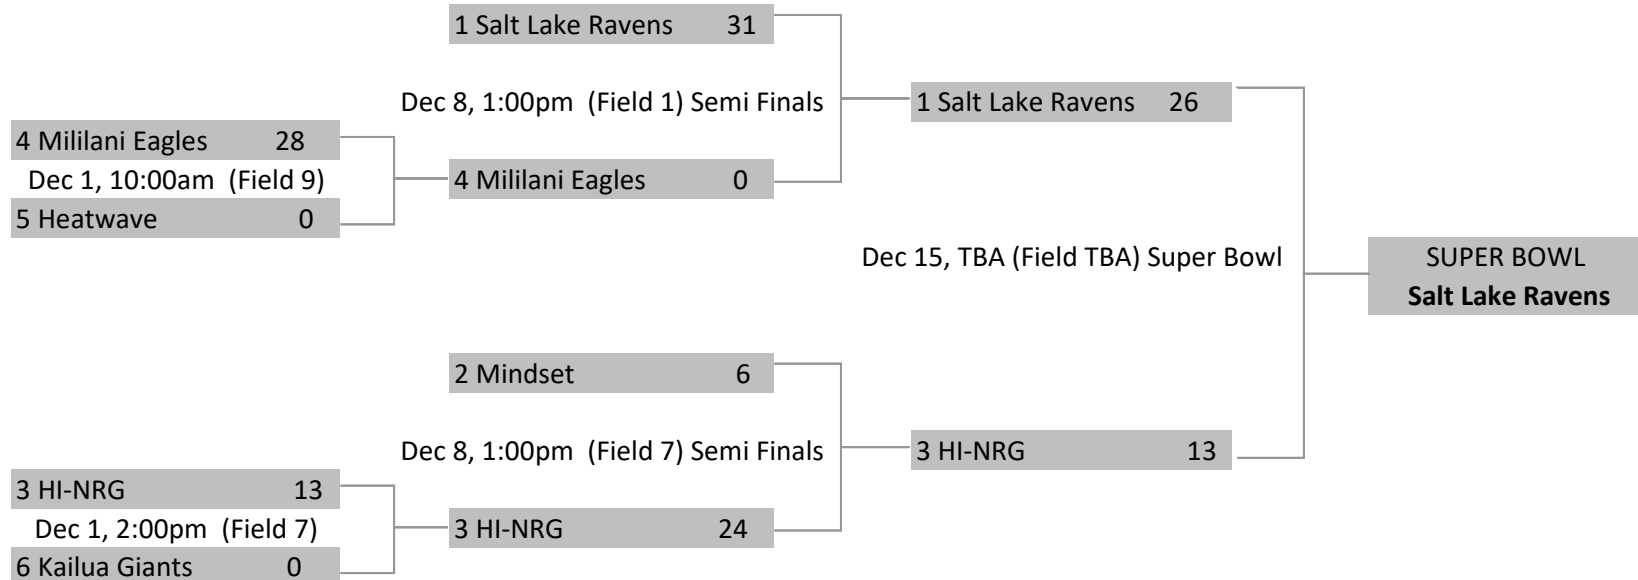 1 Salt Lake Ravens 31
Dec 8, 1:00pm (Field 1) Semi Finals
1 Salt Lake Ravens 26
4 Mililani Eagles 28
Dec 1, 10:00am (Field 9)
4 Mililani Eagles 0
5 Heatwave 0
Dec 15, TBA (Field TBA) Super Bowl
SUPER BOWL
Salt Lake Ravens
2 Mindset 6
Dec 8, 1:00pm (Field 7) Semi Finals
3 HI-NRG 13
3 HI-NRG 13
Dec 1, 2:00pm (Field 7)
3 HI-NRG 24
6 Kailua Giants 0